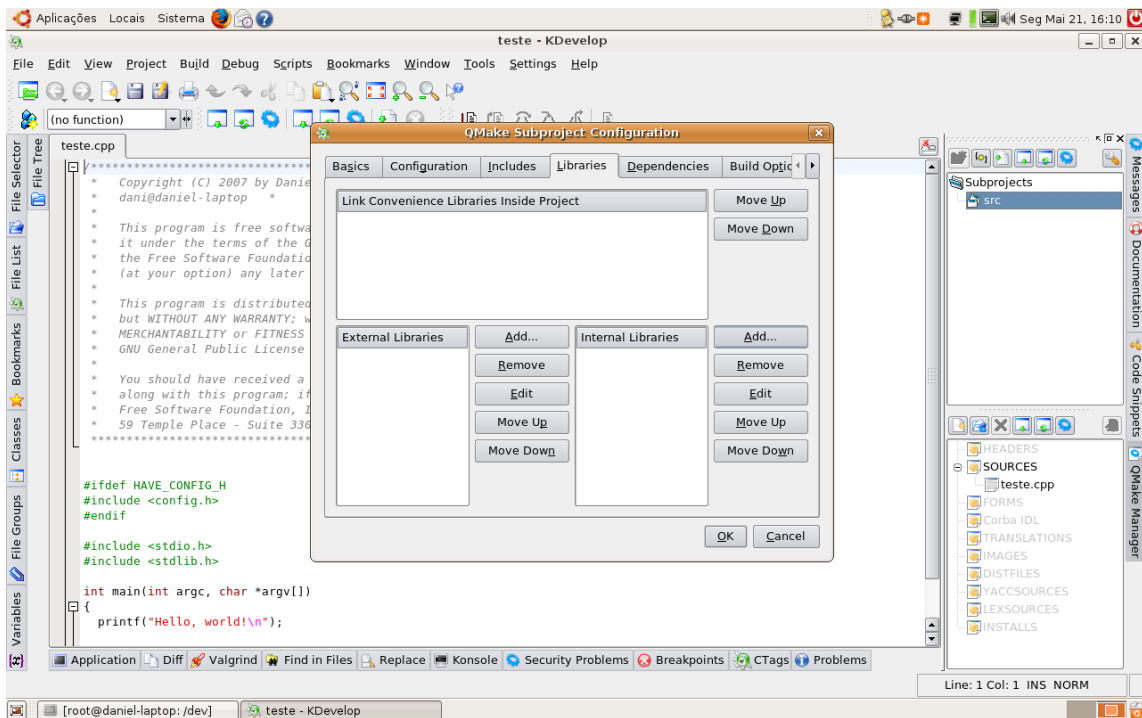 Aplicações Locais Sistema
Seg Mai 21, 16:10
teste - KDevelop
File Edit View Project Build Debug Scripts Bookmarks Window Tools Settings Help
(no function)
File Selector
File List
Bookmarks
Classes
File Groups
Variables
File Tree
teste.cpp
/*******************************
* Copyright (C) 2007 by Danie
* dani@daniel-laptop *
*
* This program is free softwa
* it under the terms of the G
* the Free Software Foundatio
* (at your option) any later
*
* This program is distributed
* but WITHOUT ANY WARRANTY; w
* MERCHANTABILITY or FITNESS
* GNU General Public License
*
* You should have received a
* along with this program; if
* Free Software Foundation, I
* 59 Temple Place - Suite 330
*******************************
#ifdef HAVE_CONFIG_H
#include <config.h>
#endif
#include <stdio.h>
#include <stdlib.h>
int main(int argc, char *argv[])
{
printf("Hello, world!\n");
QMake Subproject Configuration
Basics Configuration Includes Libraries Dependencies Build Optic
Link Convenience Libraries Inside Project
Move Up
Move Down
External Libraries
Add...
Remove
Edit
Move Up
Move Down
Internal Libraries
Add...
Remove
Edit
Move Up
Move Down
OK Cancel
Subprojects
src
HEADERS
SOURCES
teste.cpp
FORMS
Corba IDL
TRANSLATIONS
IMAGES
DISTFILES
YACCSOURCES
LEXSOURCES
INSTALLS
Messages
Documentation
Code Snippets
QMake Manager
Application Diff Valgrind Find in Files Replace Konsole Security Problems Breakpoints CTags Problems
Line: 1 Col: 1 INS NORM
[root@daniel-laptop: /dev] teste - KDevelop